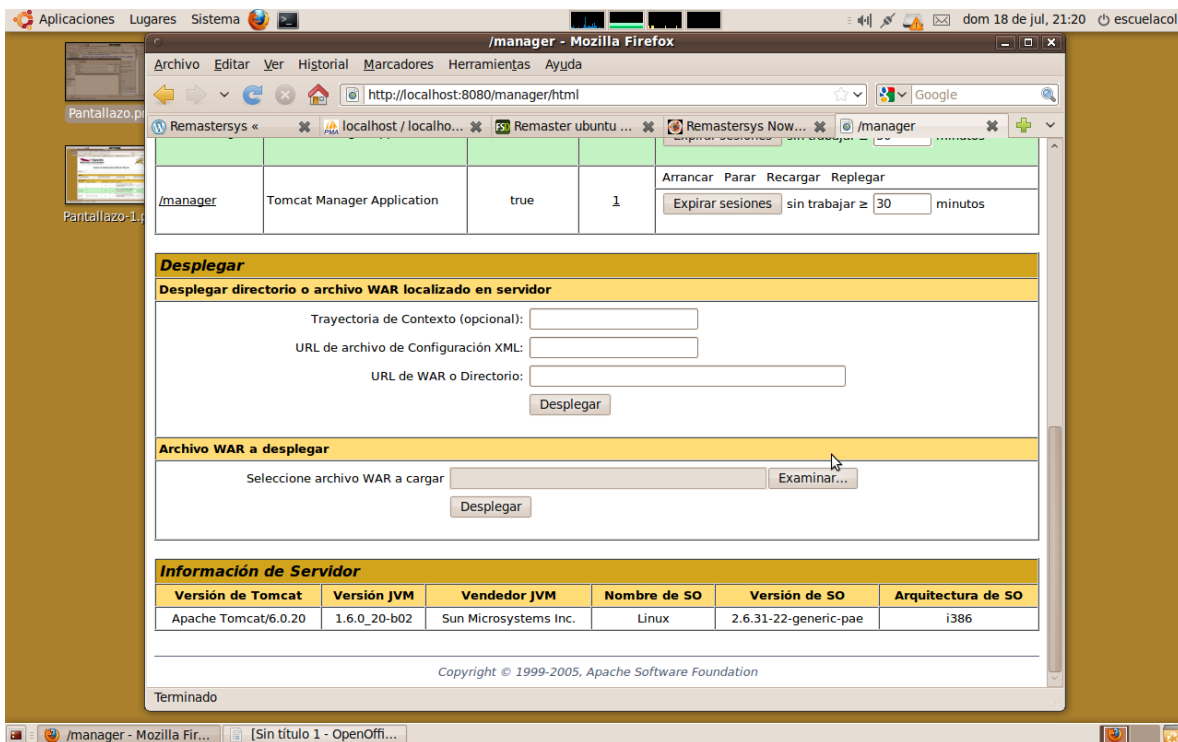 Aplicaciones Lugares Sistema dom 18 de jul, 21:20 escuelacol
/manager - Mozilla Firefox
Archivo Editar Ver Historial Marcadores Herramientas Ayuda
http://localhost:8080/manager/html Google
Pantallazo.p
Remastersys « localhost / localho... Remaster ubuntu ... Remastersys Now... /manager
Expirar sesiones sin trabajar ≥ 30 minutos
Arrancar Parar Recargar Replegar
/manager Tomcat Manager Application true 1
Expirar sesiones sin trabajar ≥ 30 minutos
Pantallazo-1.p
Desplegar
Desplegar directorio o archivo WAR localizado en servidor
Trayectoria de Contexto (opcional):
URL de archivo de Configuración XML:
URL de WAR o Directorio:
Desplegar
Archivo WAR a desplegar
Seleccione archivo WAR a cargar Examinar...
Desplegar
Información de Servidor
Versión de Tomcat Versión JVM Vendedor JVM Nombre de SO Versión de SO Arquitectura de SO
Apache Tomcat/6.0.20 1.6.0_20-b02 Sun Microsystems Inc. Linux 2.6.31-22-generic-pae i386
Copyright © 1999-2005, Apache Software Foundation
Terminado
/manager - Mozilla Fir... [Sin título 1 - OpenOffi...